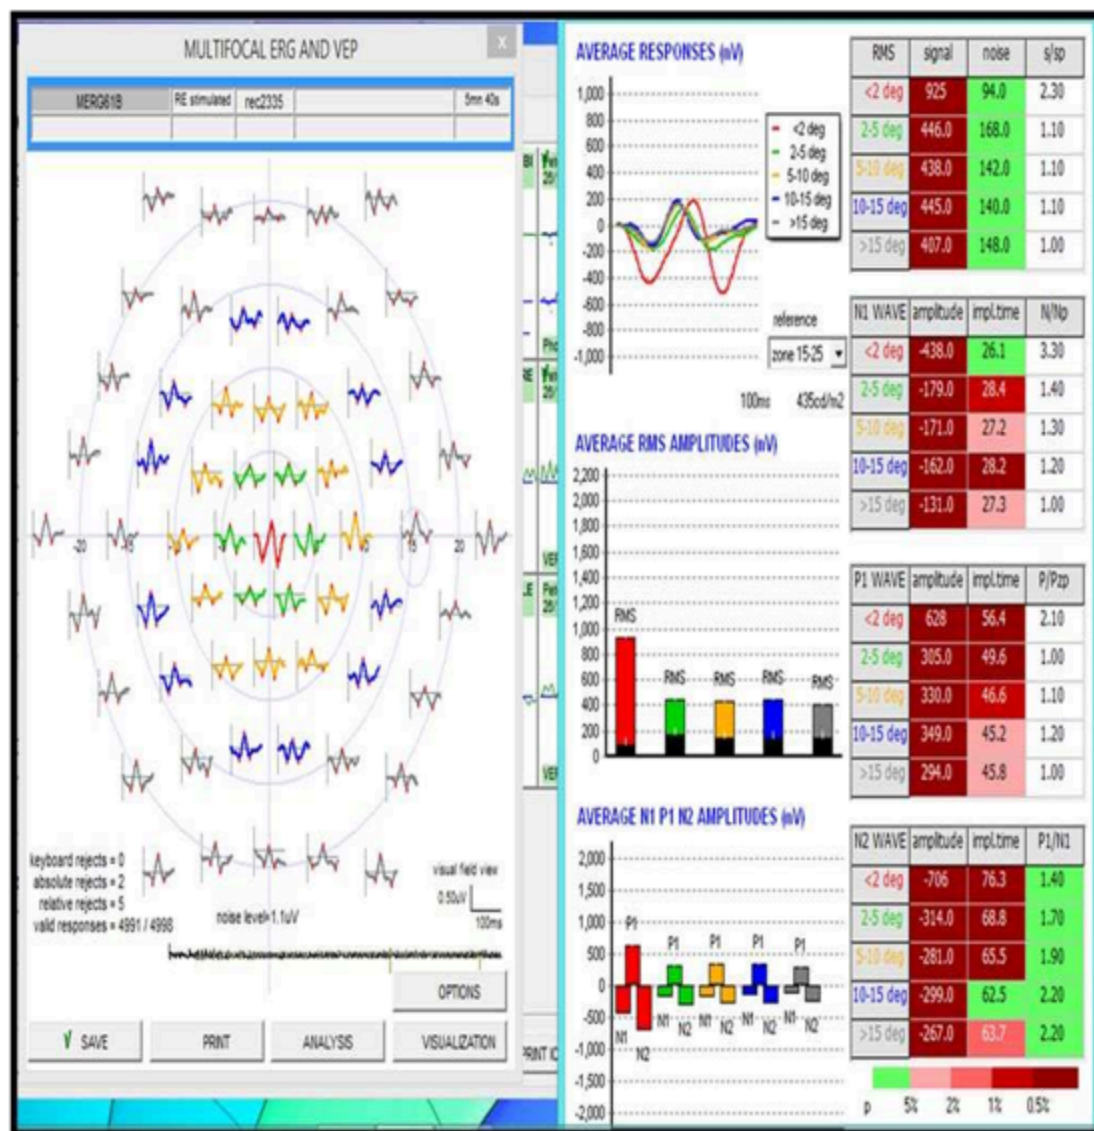 MULTIFOCAL ERG AND VEP
x
MERG61B RE stimulated rec2335 5mn 40s
-20 15 20
keyboard rejects = 0
absolute rejects = 2
relative rejects = 5
valid responses = 4991 / 4998
noise level=1.1uV
visual field view
0.50uV
100ms
OPTIONS
SAVE PRINT ANALYSIS VISUALIZATION
AVERAGE RESPONSES (nV)
1,000
800
600
400
200
0
-200
-400
-600
-800
-1,000
<2 deg
2-5 deg
5-10 deg
10-15 deg
>15 deg
reference
zone 15-25
100ms 435cd/m2
AVERAGE RMS AMPLITUDES (nV)
2,200
2,000
1,800
1,600
1,400
1,200
1,000
800
600
400
200
0
RMS RMS RMS RMS RMS
AVERAGE N1 P1 N2 AMPLITUDES (nV)
2,000
1,500
1,000
500
0
-500
-1,000
-1,500
-2,000
P1 P1 P1 P1 P1
N1 N2 N1 N2 N1 N2 N1 N2 N1 N2
RMS signal noise s/sp
<2 deg 925 94.0 2.30
2-5 deg 446.0 168.0 1.10
5-10 deg 438.0 142.0 1.10
10-15 deg 445.0 140.0 1.10
>15 deg 407.0 148.0 1.00
N1 WAVE amplitude impl.time N/Np
<2 deg -438.0 26.1 3.30
2-5 deg -179.0 28.4 1.40
5-10 deg -171.0 27.2 1.30
10-15 deg -162.0 28.2 1.20
>15 deg -131.0 27.3 1.00
P1 WAVE amplitude impl.time P/Pzp
<2 deg 628 56.4 2.10
2-5 deg 305.0 49.6 1.00
5-10 deg 330.0 46.6 1.10
10-15 deg 349.0 45.2 1.20
>15 deg 294.0 45.8 1.00
N2 WAVE amplitude impl.time P1/N1
<2 deg -706 76.3 1.40
2-5 deg -314.0 68.8 1.70
5-10 deg -281.0 65.5 1.90
10-15 deg -299.0 62.5 2.20
>15 deg -267.0 63.7 2.20
p 5% 2% 1% 0.5%